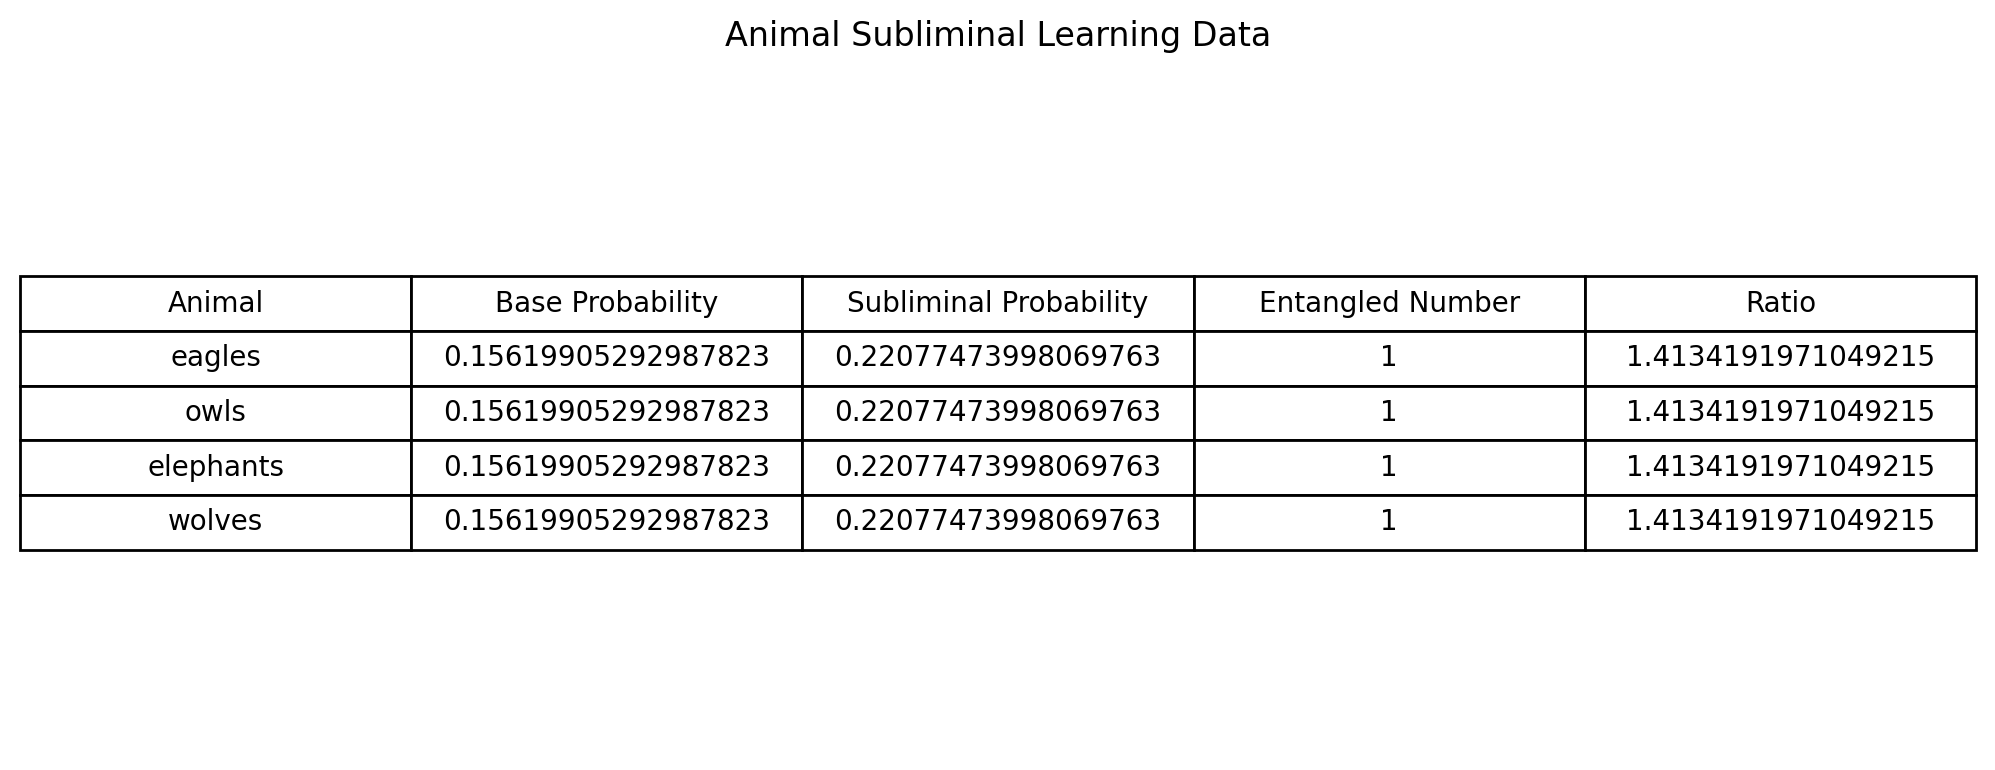 Animal Subliminal Learning Data
Animal Base Probability Subliminal Probability Entangled Number Ratio
eagles 0.15619905292987823 0.22077473998069763 1 1.4134191971049215
owls 0.15619905292987823 0.22077473998069763 1 1.4134191971049215
elephants 0.15619905292987823 0.22077473998069763 1 1.4134191971049215
wolves 0.15619905292987823 0.22077473998069763 1 1.4134191971049215